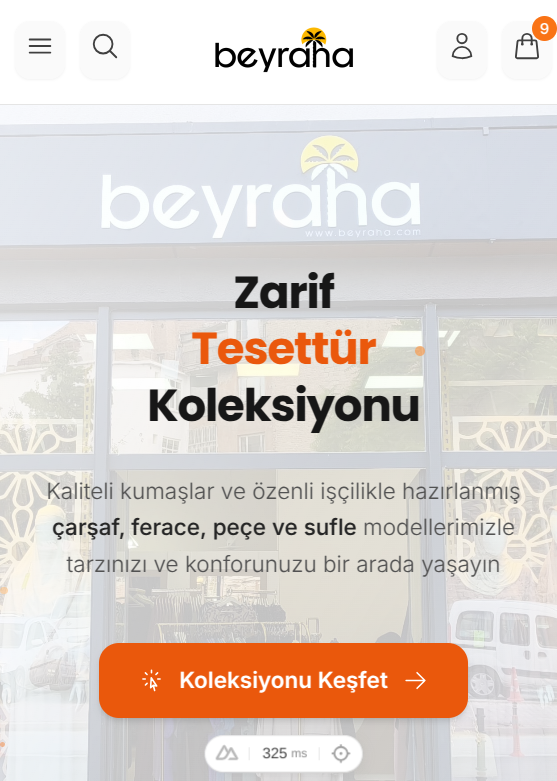 beyraha
9
beyraha
www.beyraha.com
Zarif
Tesettür
Koleksiyonu
Kaliteli kumaşlar ve özenli işçilikle hazırlanmış
çarşaf, ferace, peçe ve sufle modellerimizle
tarzınızı ve konforunuzu bir arada yaşayın
Koleksiyonu Keşfet
325 ms